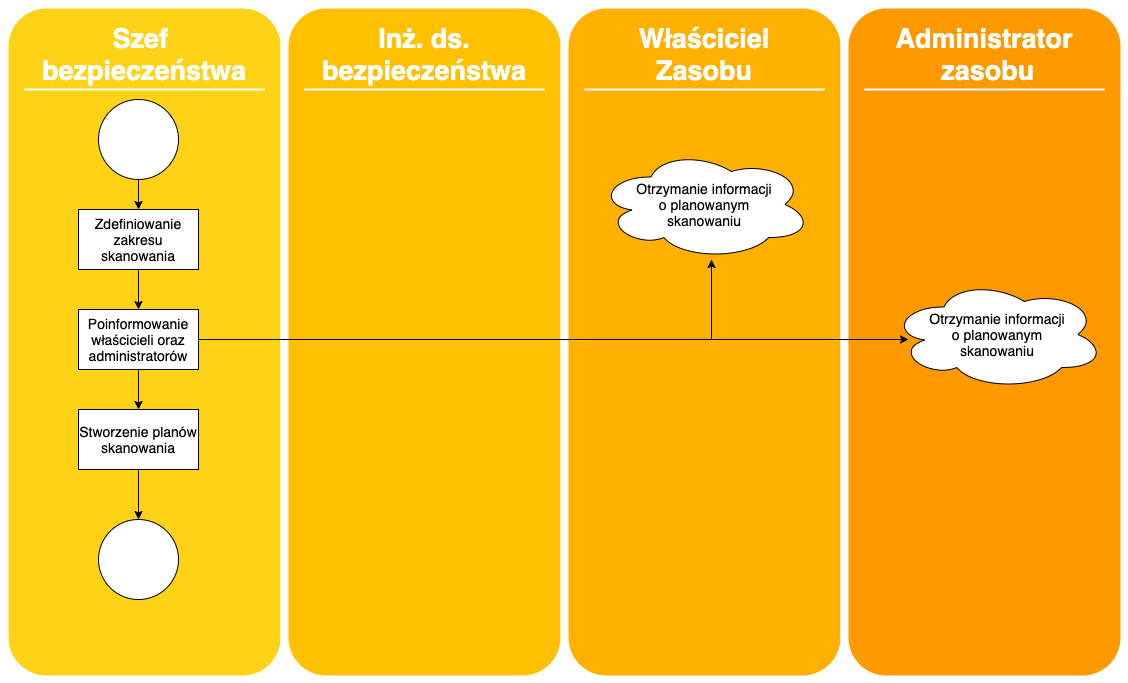 Szef
bezpieczeństwa
Inż. ds.
bezpieczeństwa
Właściciel
Zasobu
Administrator
zasobu
Zdefiniowanie
zakresu
skanowania
Poinformowanie
właścicieli oraz
administratorów
Stworzenie planów
skanowania
Otrzymanie informacji
o planowanym
skanowaniu
Otrzymanie informacji
o planowanym
skanowaniu